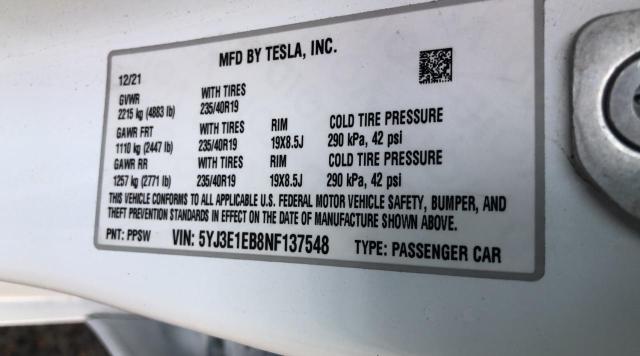 MFD BY TESLA, INC.
12/21
GVWR WITH TIRES
2215 kg (4883 lb) 235/40R19
GAWR FRT WITH TIRES RIM COLD TIRE PRESSURE
1110 kg (2447 lb) 235/40R19 19X8.5J 290 kPa, 42 psi
GAWR RR WITH TIRES RIM COLD TIRE PRESSURE
1257 kg (2771 lb) 235/40R19 19X8.5J 290 kPa, 42 psi
THIS VEHICLE CONFORMS TO ALL APPLICABLE U.S. FEDERAL MOTOR VEHICLE SAFETY, BUMPER, AND
THEFT PREVENTION STANDARDS IN EFFECT ON THE DATE OF MANUFACTURE SHOWN ABOVE.
PNT: PPSW VIN: 5YJ3E1EB8NF137548 TYPE: PASSENGER CAR